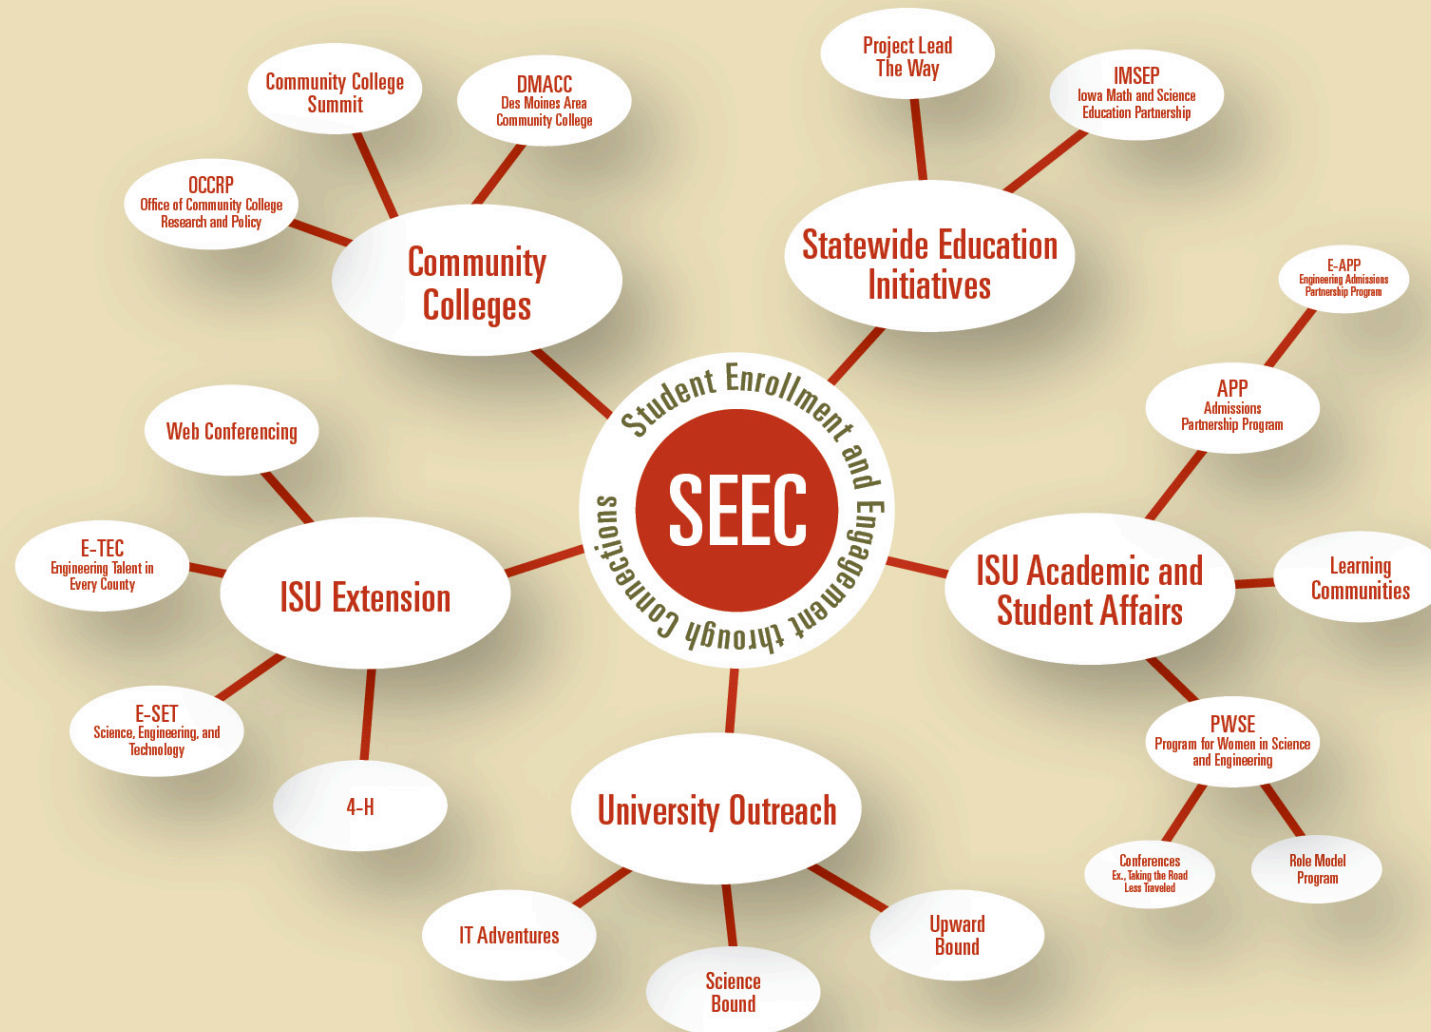 Project Lead
The Way
IMSEP
Iowa Math and Science
Education Partnership
Statewide Education
Initiatives
Community College
Summit
DMACC
Des Moines Area
Community College
OCCRP
Office of Community College
Research and Policy
Community
Colleges
E-APP
Engineering Admissions
Partnership Program
APP
Admissions
Partnership Program
Learning
Communities
ISU Academic and
Student Affairs
PWSE
Program for Women in Science
and Engineering
Conferences
Ex., Taking the Road
Less Traveled
Role Model
Program
Student Enrollment and Engagement through Connections
SEEC
Web Conferencing
E-TEC
Engineering Talent in
Every County
ISU Extension
E-SET
Science, Engineering, and
Technology
4-H
University Outreach
IT Adventures
Science
Bound
Upward
Bound